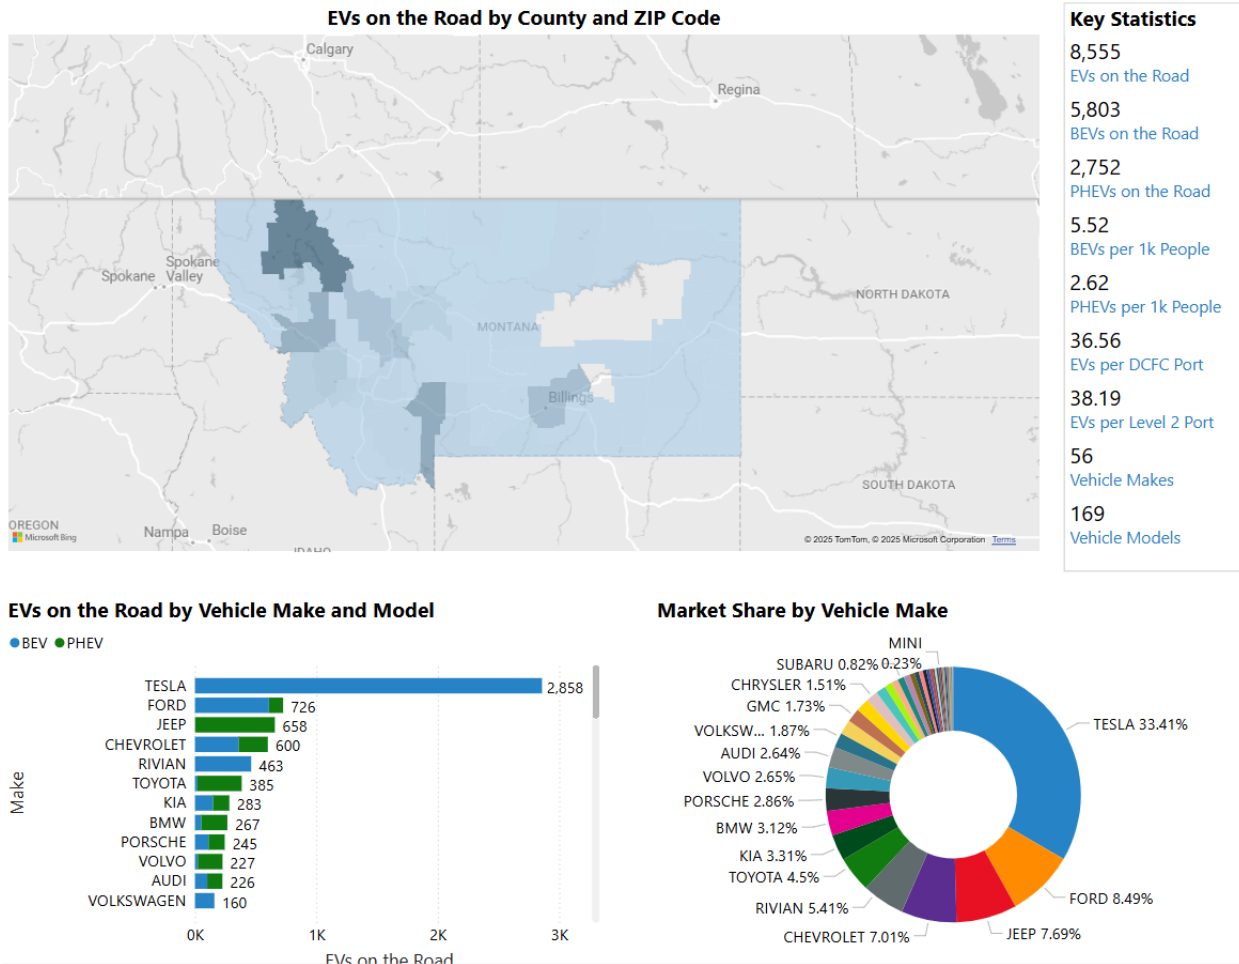 EVs on the Road by County and ZIP Code
Calgary
Regina
Spokane
Spokane
Valley
MONTANA
NORTH DAKOTA
Billings
SOUTH DAKOTA
OREGON
Nampa
Boise
IDAHO
Microsoft Bing
© 2025 TomTom, © 2025 Microsoft Corporation Terms
Key Statistics
8,555
EVs on the Road
5,803
BEVs on the Road
2,752
PHEVs on the Road
5.52
BEVs per 1k People
2.62
PHEVs per 1k People
36.56
EVs per DCFC Port
38.19
EVs per Level 2 Port
56
Vehicle Makes
169
Vehicle Models
EVs on the Road by Vehicle Make and Model
BEV PHEV
Make
TESLA 2,858
FORD 726
JEEP 658
CHEVROLET 600
RIVIAN 463
TOYOTA 385
KIA 283
BMW 267
PORSCHE 245
VOLVO 227
AUDI 226
VOLKSWAGEN 160
0K 1K 2K 3K
EVs on the Road
Market Share by Vehicle Make
MINI
0.23%
SUBARU 0.82%
CHRYSLER 1.51%
GMC 1.73%
VOLKSW... 1.87%
AUDI 2.64%
VOLVO 2.65%
PORSCHE 2.86%
BMW 3.12%
KIA 3.31%
TOYOTA 4.5%
RIVIAN 5.41%
CHEVROLET 7.01%
JEEP 7.69%
FORD 8.49%
TESLA 33.41%